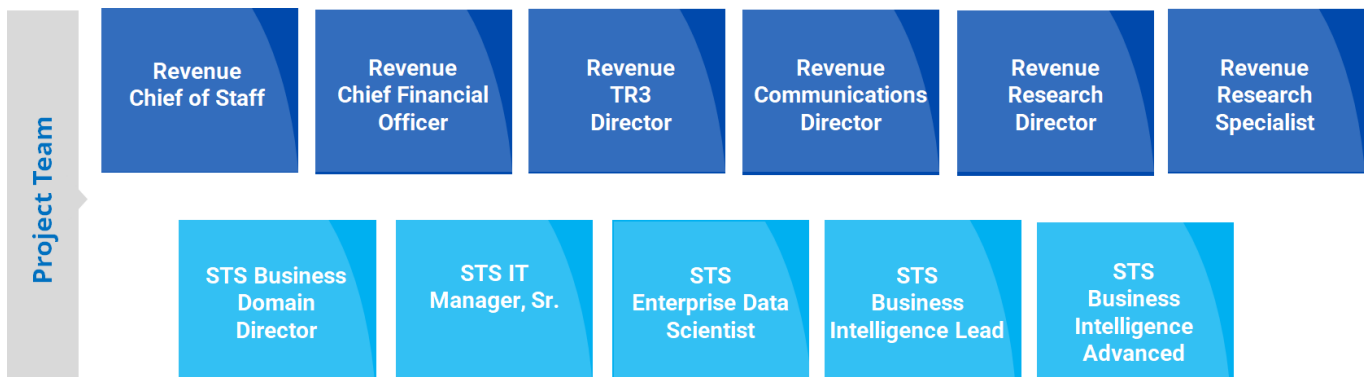 Project Team
Revenue
Chief of Staff
Revenue
Chief Financial
Officer
Revenue
TR3
Director
Revenue
Communications
Director
Revenue
Research
Director
Revenue
Research
Specialist
STS Business
Domain
Director
STS IT
Manager, Sr.
STS
Enterprise Data
Scientist
STS
Business
Intelligence Lead
STS
Business
Intelligence
Advanced